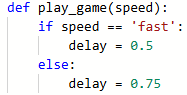 def play_game(speed):
    if speed == 'fast':
        delay = 0.5
    else:
        delay = 0.75